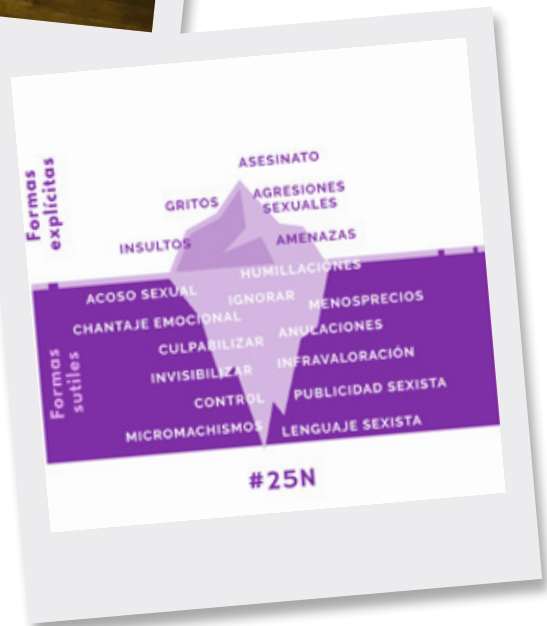 Formas
explícitas
ASESINATO
GRITOS
AGRESIONES
SEXUALES
INSULTOS
AMENAZAS
HUMILLACIONES
Formas
sutiles
ACOSO SEXUAL
IGNORAR
MENOSPRECIOS
CHANTAJE EMOCIONAL
ANULACIONES
CULPABILIZAR
INFRAVALORACIÓN
INVISIBILIZAR
CONTROL
PUBLICIDAD SEXISTA
MICROMACHISMOS
LENGUAJE SEXISTA
#25N